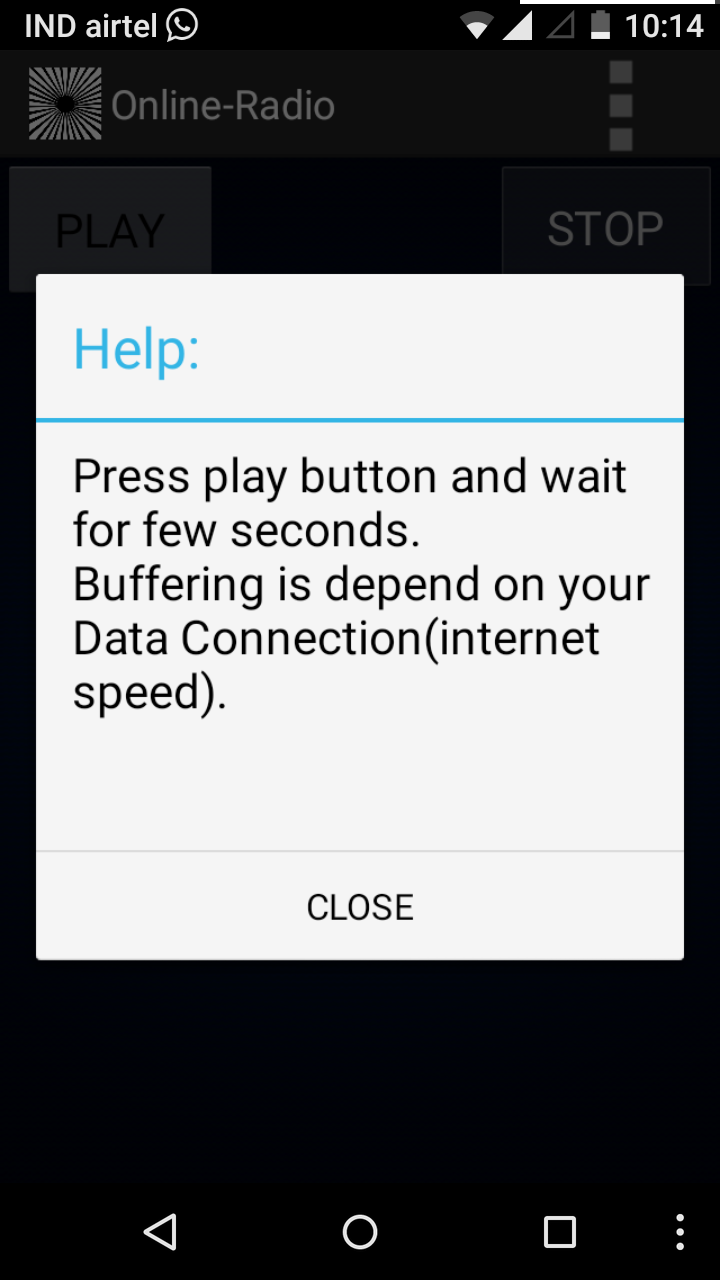 IND airtel 10:14
Online-Radio
PLAY STOP
Help:
Press play button and wait
for few seconds.
Buffering is depend on your
Data Connection(internet
speed).
CLOSE